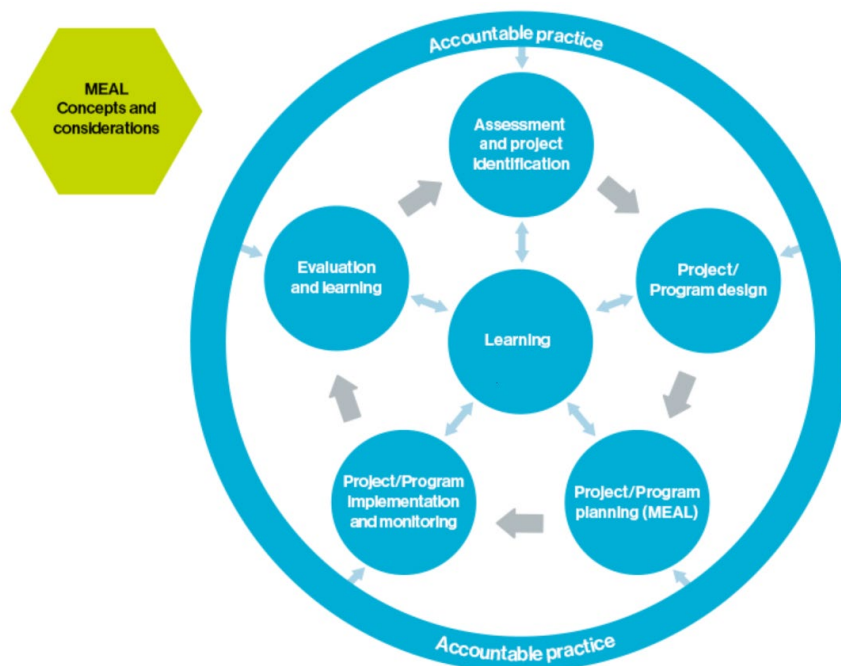 Accountable practice
MEAL
Concepts and
considerations
Assessment
and project
identification
Evaluation
and learning
Project/
Program design
Learning
Project/Program
implementation
and monitoring
Project/Program
planning (MEAL)
Accountable practice